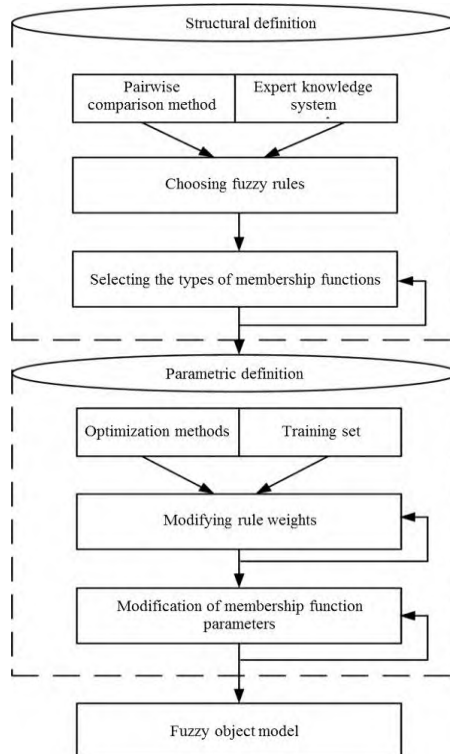 Structural definition
Pairwise
comparison method
Expert knowledge
system
Choosing fuzzy rules
Selecting the types of membership functions
Parametric definition
Optimization methods
Training set
Modifying rule weights
Modification of membership function
parameters
Fuzzy object model